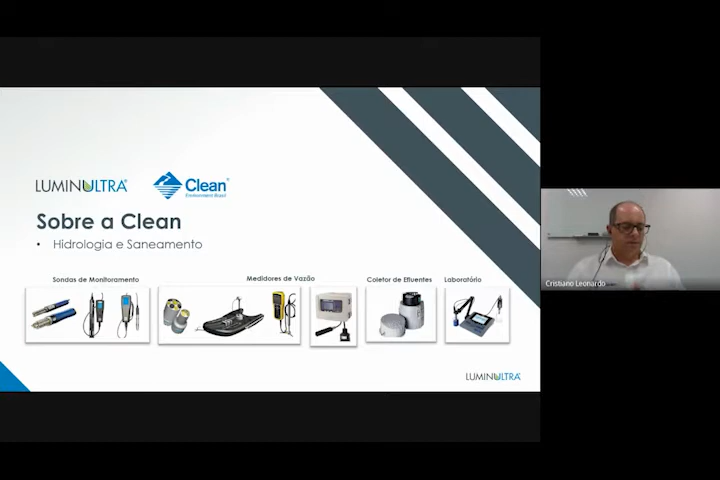 LUMINULTRA®
Clean®
Environment Brasil
Sobre a Clean
• Hidrologia e Saneamento
Sondas de Monitoramento
Medidores de Vazão
Coletor de Efluentes
Laboratório
LUMINULTRA®
Cristiano Leonardo